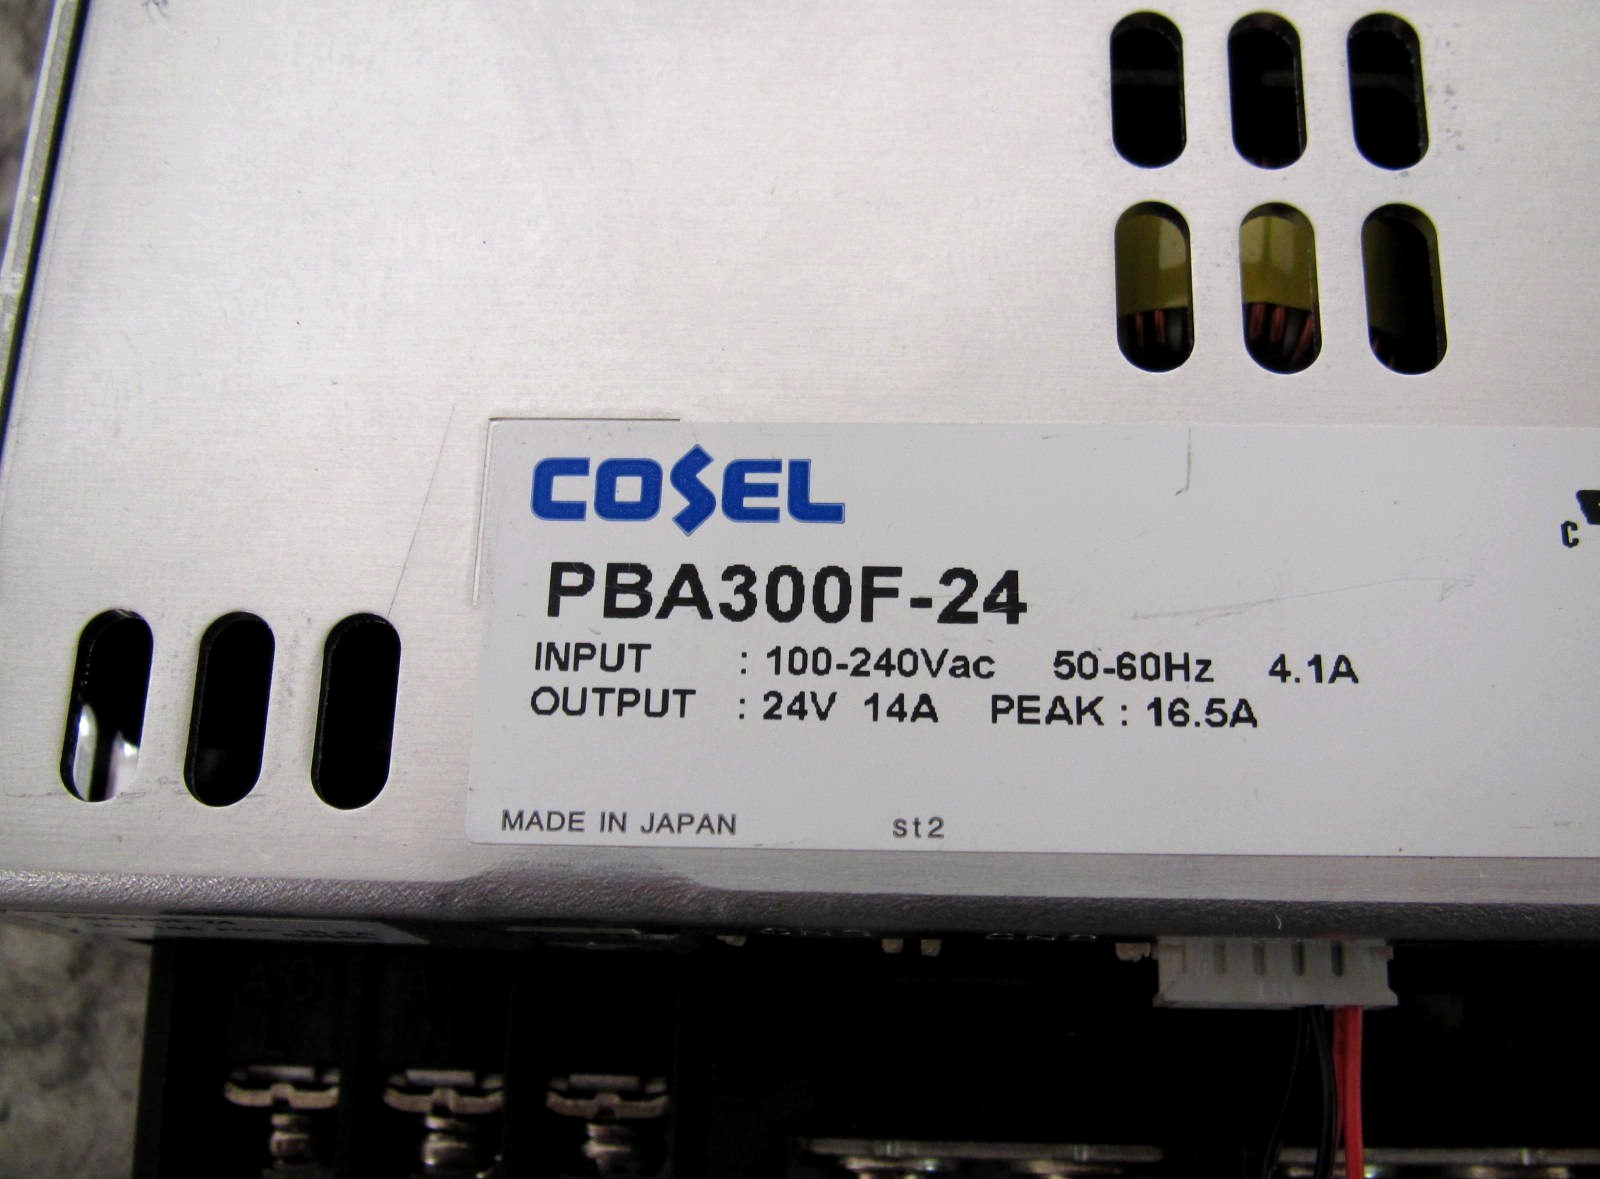 COSEL
PBA300F-24
INPUT : 100-240Vac 50-60Hz 4.1A
OUTPUT : 24V 14A PEAK : 16.5A
MADE IN JAPAN st2
C